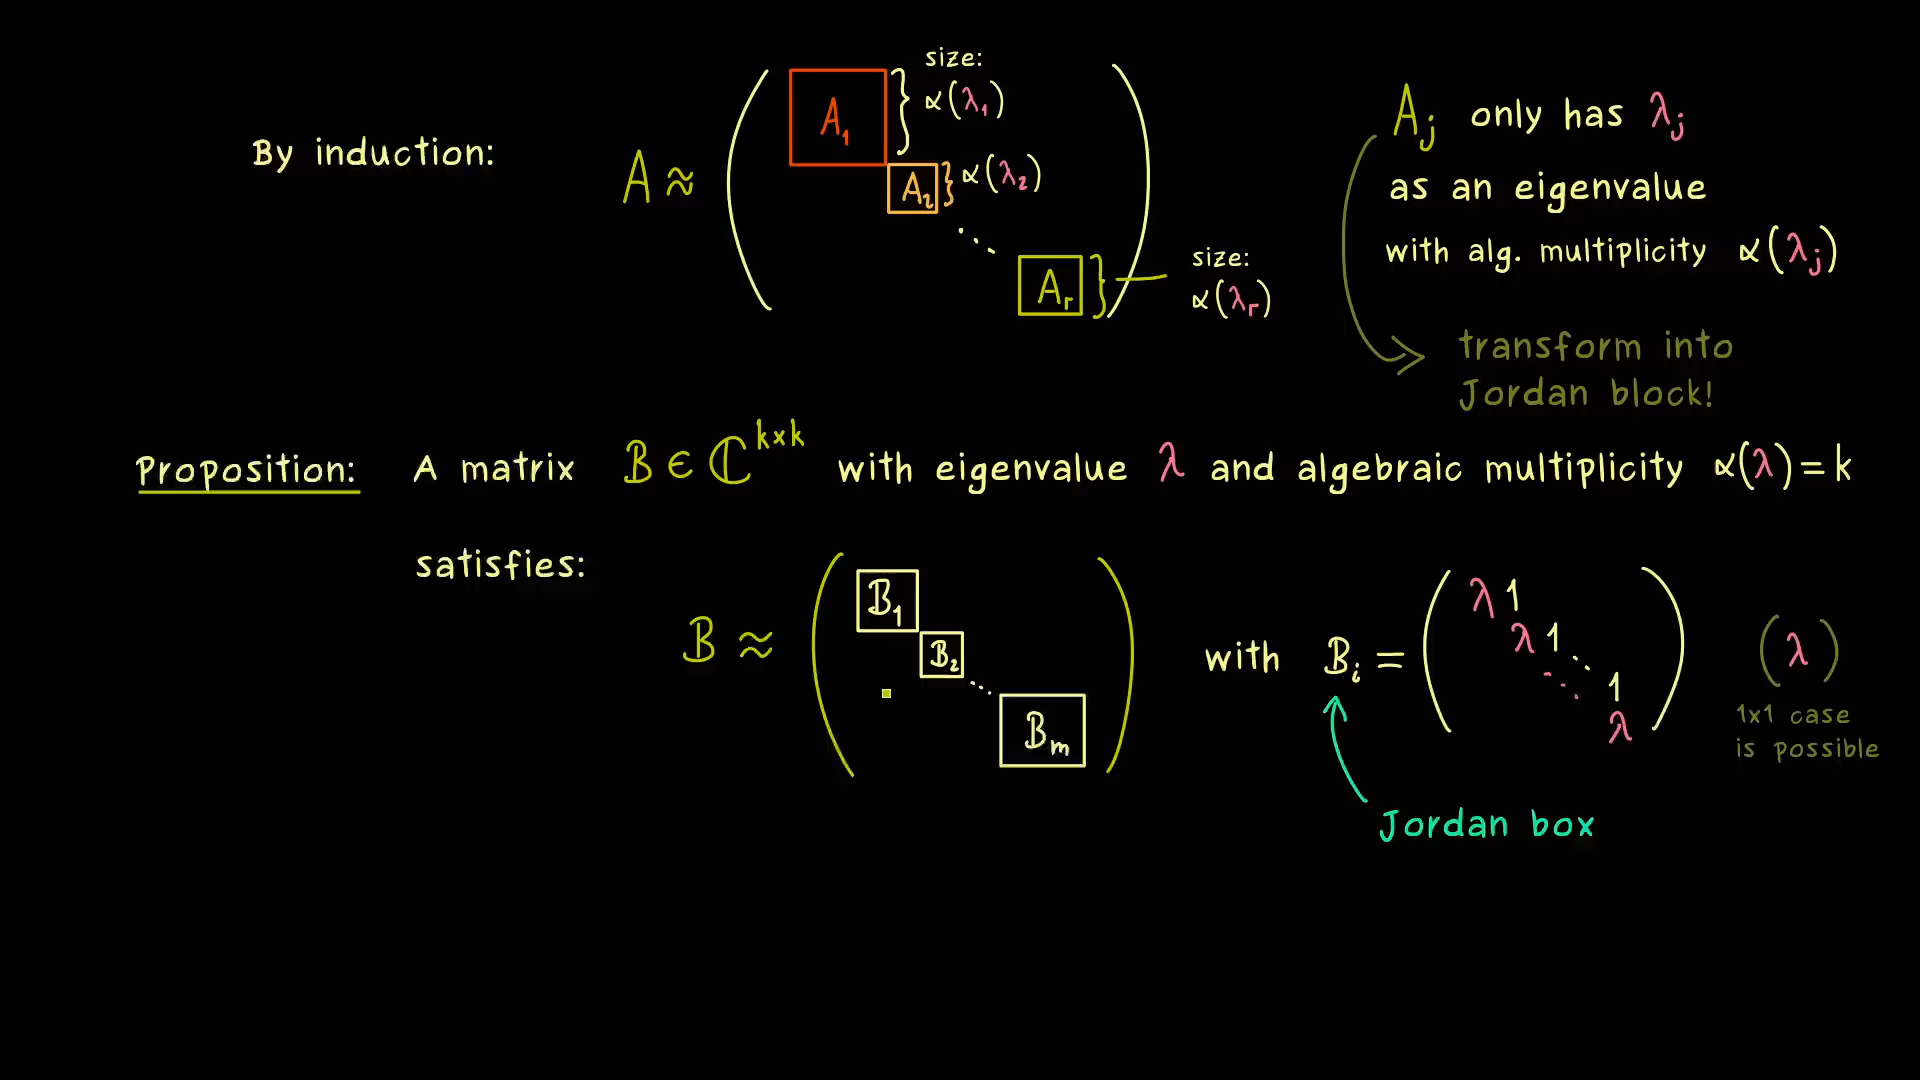 By induction:
A ≈
A₁
size:
α(λ₁)
A₂
α(λ₂)
Aᵣ
size:
α(λᵣ)
Aⱼ only has λⱼ
as an eigenvalue
with alg. multiplicity α(λⱼ)
transform into
Jordan block!
Proposition: A matrix B ∈ ℂ^{k×k} with eigenvalue λ and algebraic multiplicity α(λ) = k
satisfies:
B ≈
B₁
B₂
Bₘ
with Bᵢ =
λ 1
λ 1
1
λ
(λ)
1x1 case
is possible
Jordan box